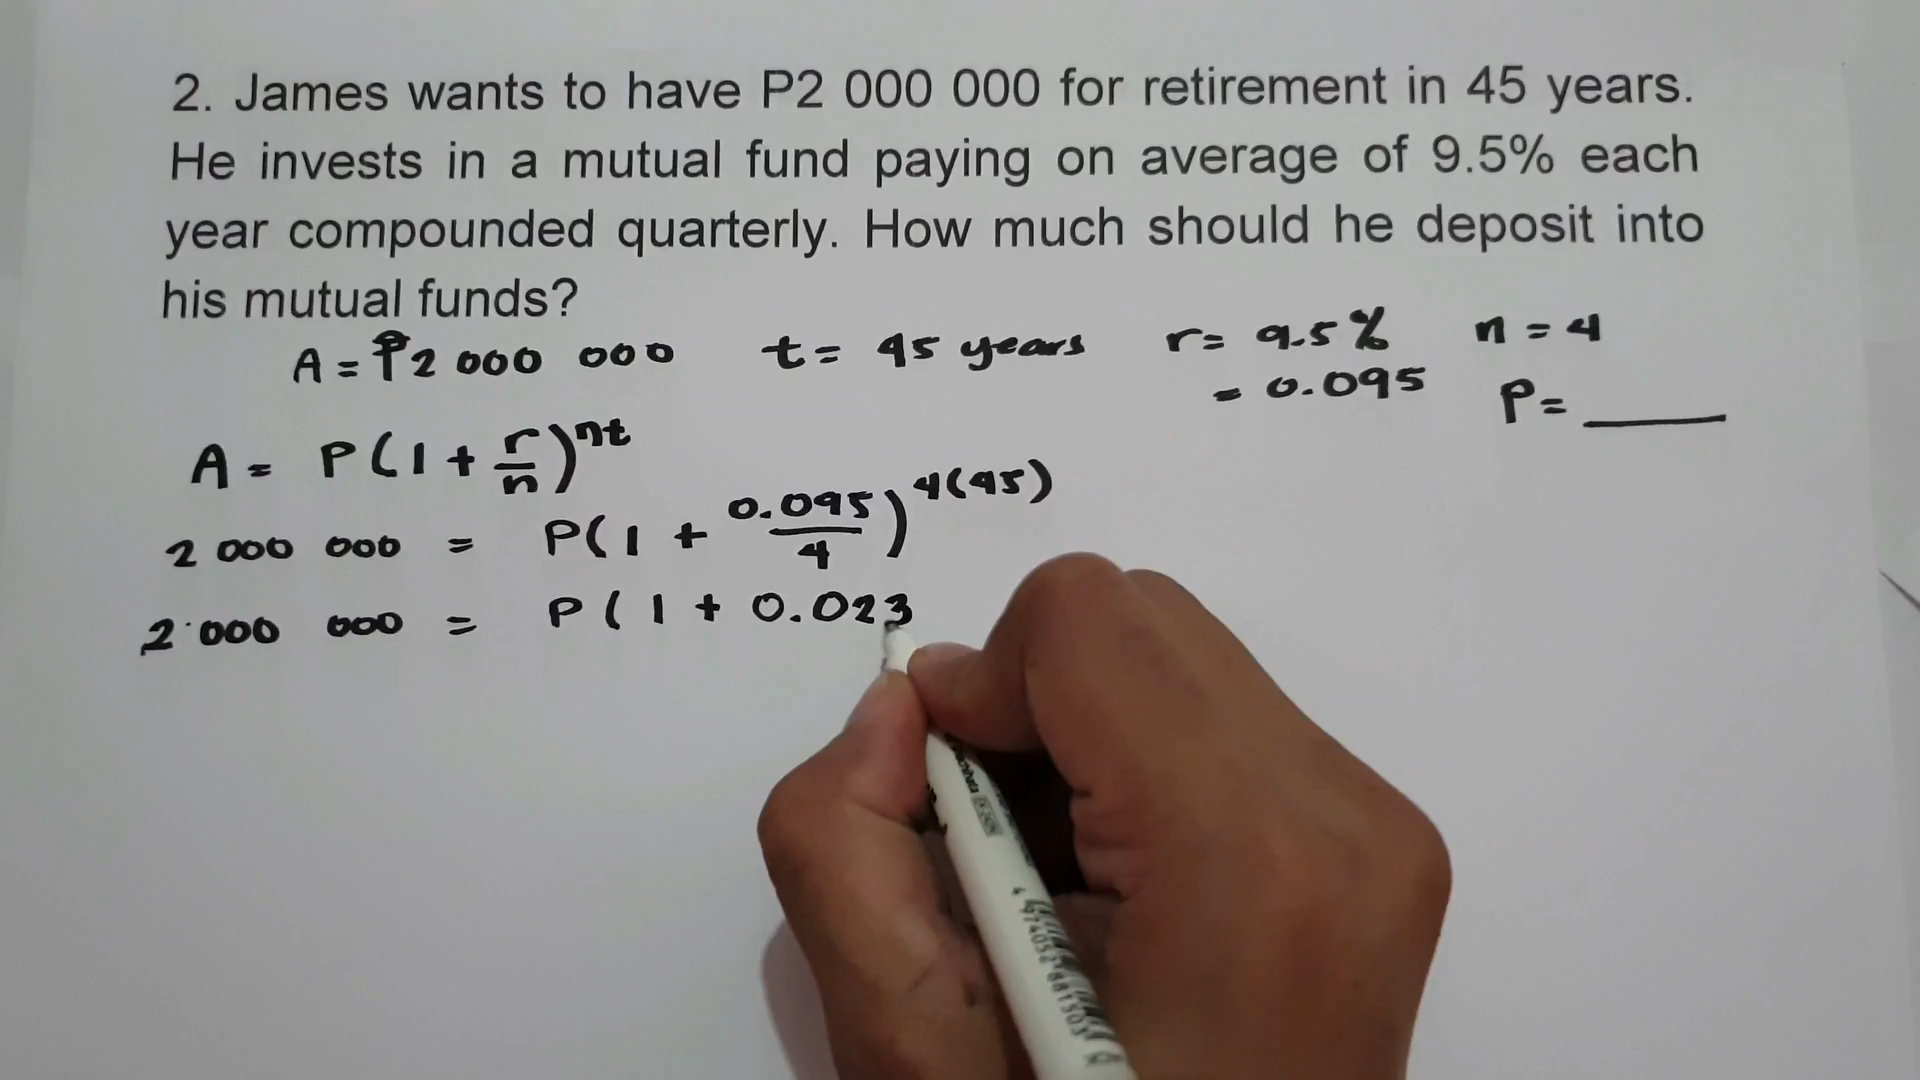 2. James wants to have P2 000 000 for retirement in 45 years.
He invests in a mutual fund paying on average of 9.5% each
year compounded quarterly. How much should he deposit into
his mutual funds?
A = ₱2 000 000 t = 45 years r = 9.5% n = 4
= 0.095 P = ______
A = P(1 + r/n)^nt
2 000 000 = P(1 + 0.095/4)^4(45)
2 000 000 = P(1 + 0.023